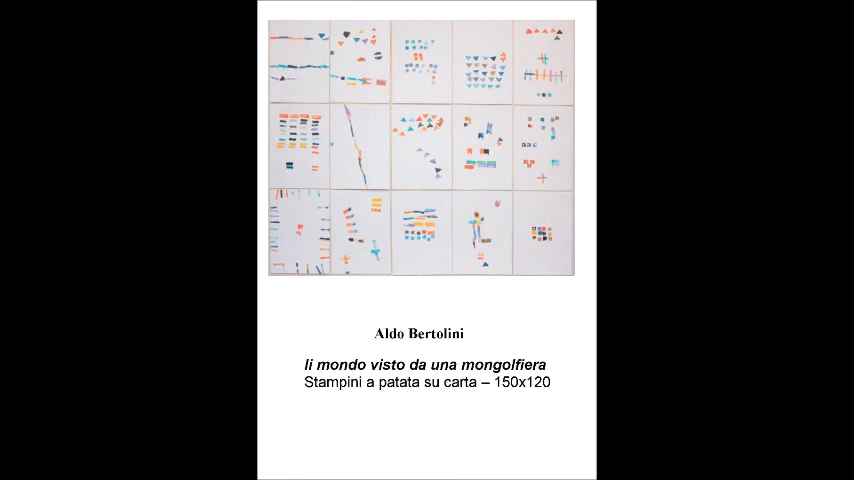 Aldo Bertolini
Il mondo visto da una mongolfiera
Stampini a patata su carta – 150x120